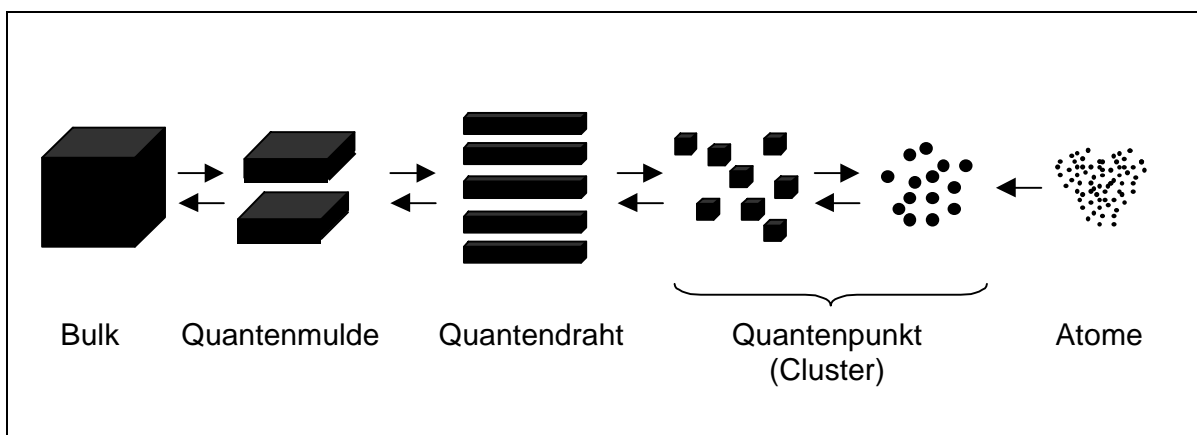 Bulk
Quantenmulde
Quantendraht
Quantenpunkt
(Cluster)
Atome